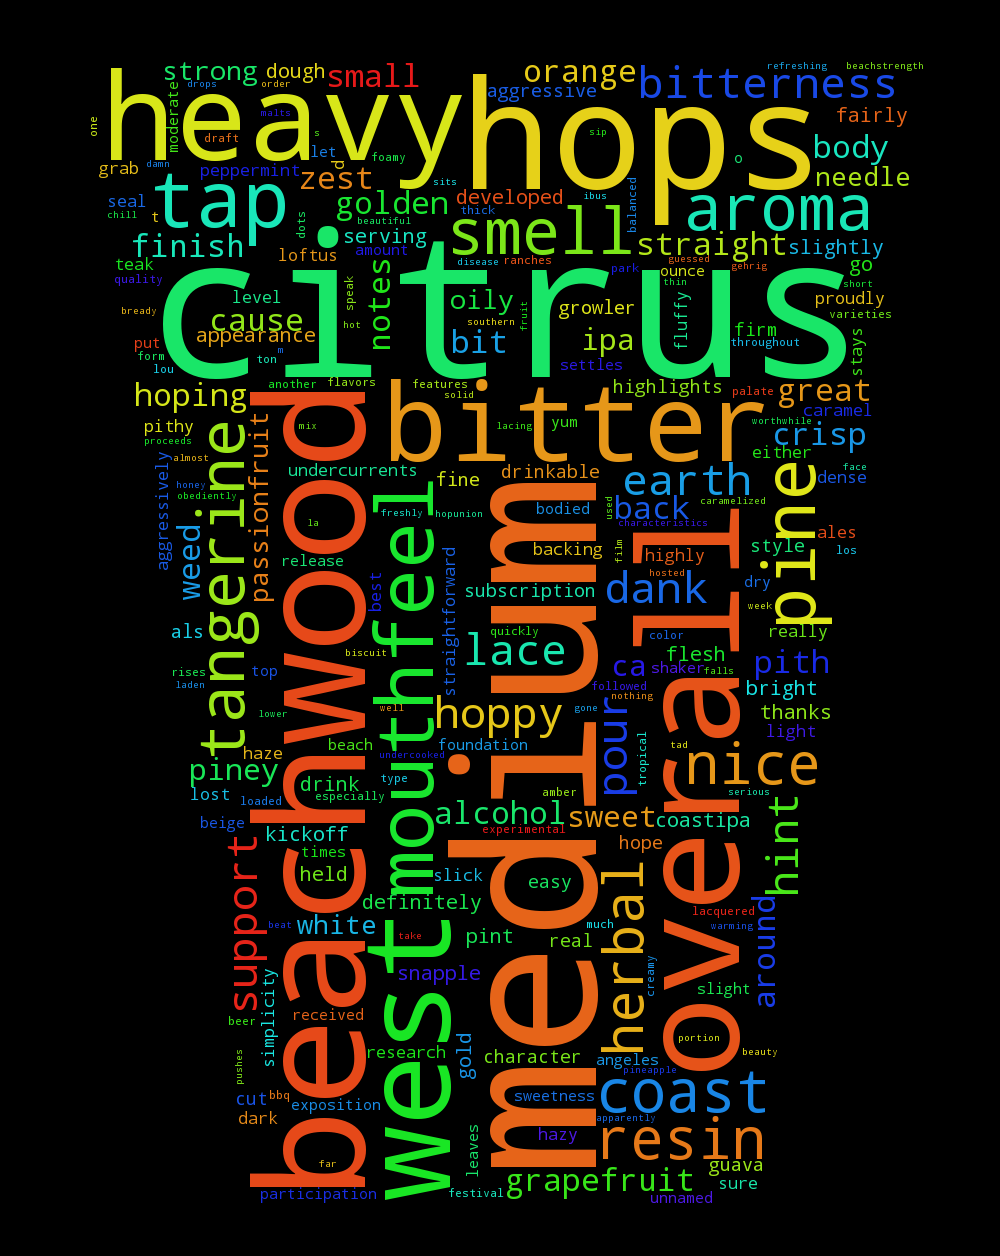 refreshing
beachstrength
strong
dough
small
orange
bitterness
drops
order
aggressive
heavy
hops
moderate
malts
fairly
one
draft
s
sip
let
foamy
o
body
grab
damn
d
peppermint
zest
tap
sits
needle
seal
golden
developed
ibus
balanced
aroma
chill
t
dots
beautiful
thick
smell
finish
serving
straight
slightly
loftus
amount
teak
disease
ranches
guessed
gehrig
go
quality
notes
speak
park
ounce
thin
short
citrus
level
oily
growler
fluffy
proudly
bready
cause
hot
southern
fruit
varieties
put
appearance
bit
ipa
firm
throughout
stays
form
ton
m
lou
settles
another
flavors
features
solid
highlights
palate
great
hoping
beachwood
bitter
caramel
pithy
mix
lacing
yum
worthwhile
crisp
proceeds
tangerine
passionfruit
almost
undercurrents
drinkable
either
face
aggressively
honey
fine
earth
pine
dense
obediently
mouthfeel
medium
used
caramelized
weed
la
freshly
hopunion
bodied
back
overall
characteristics
ales
release
straightforward
backing
film
highly
style
los
best
subscription
dank
hosted
dry
week
als
quickly
color
really
biscuit
lace
flesh
rises
top
ca
shaker
falls
pith
laden
followed
bright
lower
well
hoppy
gone
nothing
pour
thanks
haze
beach
foundation
tropical
tad
light
undercooked
piney
drink
type
nice
lost
loaded
especially
amber
serious
beige
kickoff
alcohol
sweet
coastipa
experimental
hint
support
times
hope
held
slick
easy
herbal
definitely
lacquered
around
beat
white
west
take
pint
real
much
warming
simplicity
snapple
creamy
slight
beer
received
portion
pushes
research
gold
character
angeles
beauty
pineapple
cut
bbq
exposition
sweetness
coast
dark
apparently
leaves
hazy
resin
far
guava
participation
festival
grapefruit
sure
unnamed